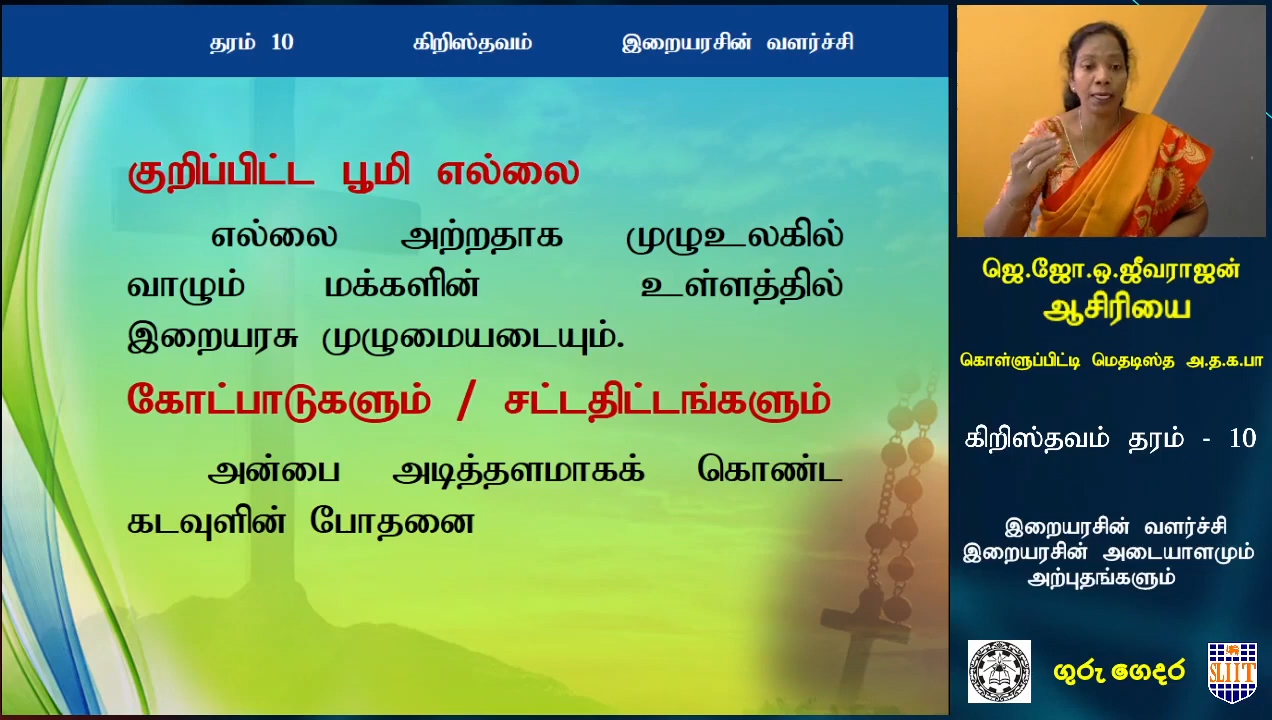 தரம் 10 கிறிஸ்தவம் இறையரசின் வளர்ச்சி
குறிப்பிட்ட பூமி எல்லை
எல்லை அற்றதாக முழுஉலகில்
வாழும் மக்களின் உள்ளத்தில்
இறையரசு முழுமையடையும்.
கோட்பாடுகளும் / சட்டதிட்டங்களும்
அன்பை அடித்தளமாகக் கொண்ட
கடவுளின் போதனை
ஜெ.ஜோ.ஒ.ஜீவராஜன்
ஆசிரியை
கொள்ளுப்பிட்டி மெதடிஸ்த அ.த.க.பா
கிறிஸ்தவம் தரம் - 10
இறையரசின் வளர்ச்சி
இறையரசின் அடையாளமும்
அற்புதங்களும்
ගුරු ගෙදර
SLIIT